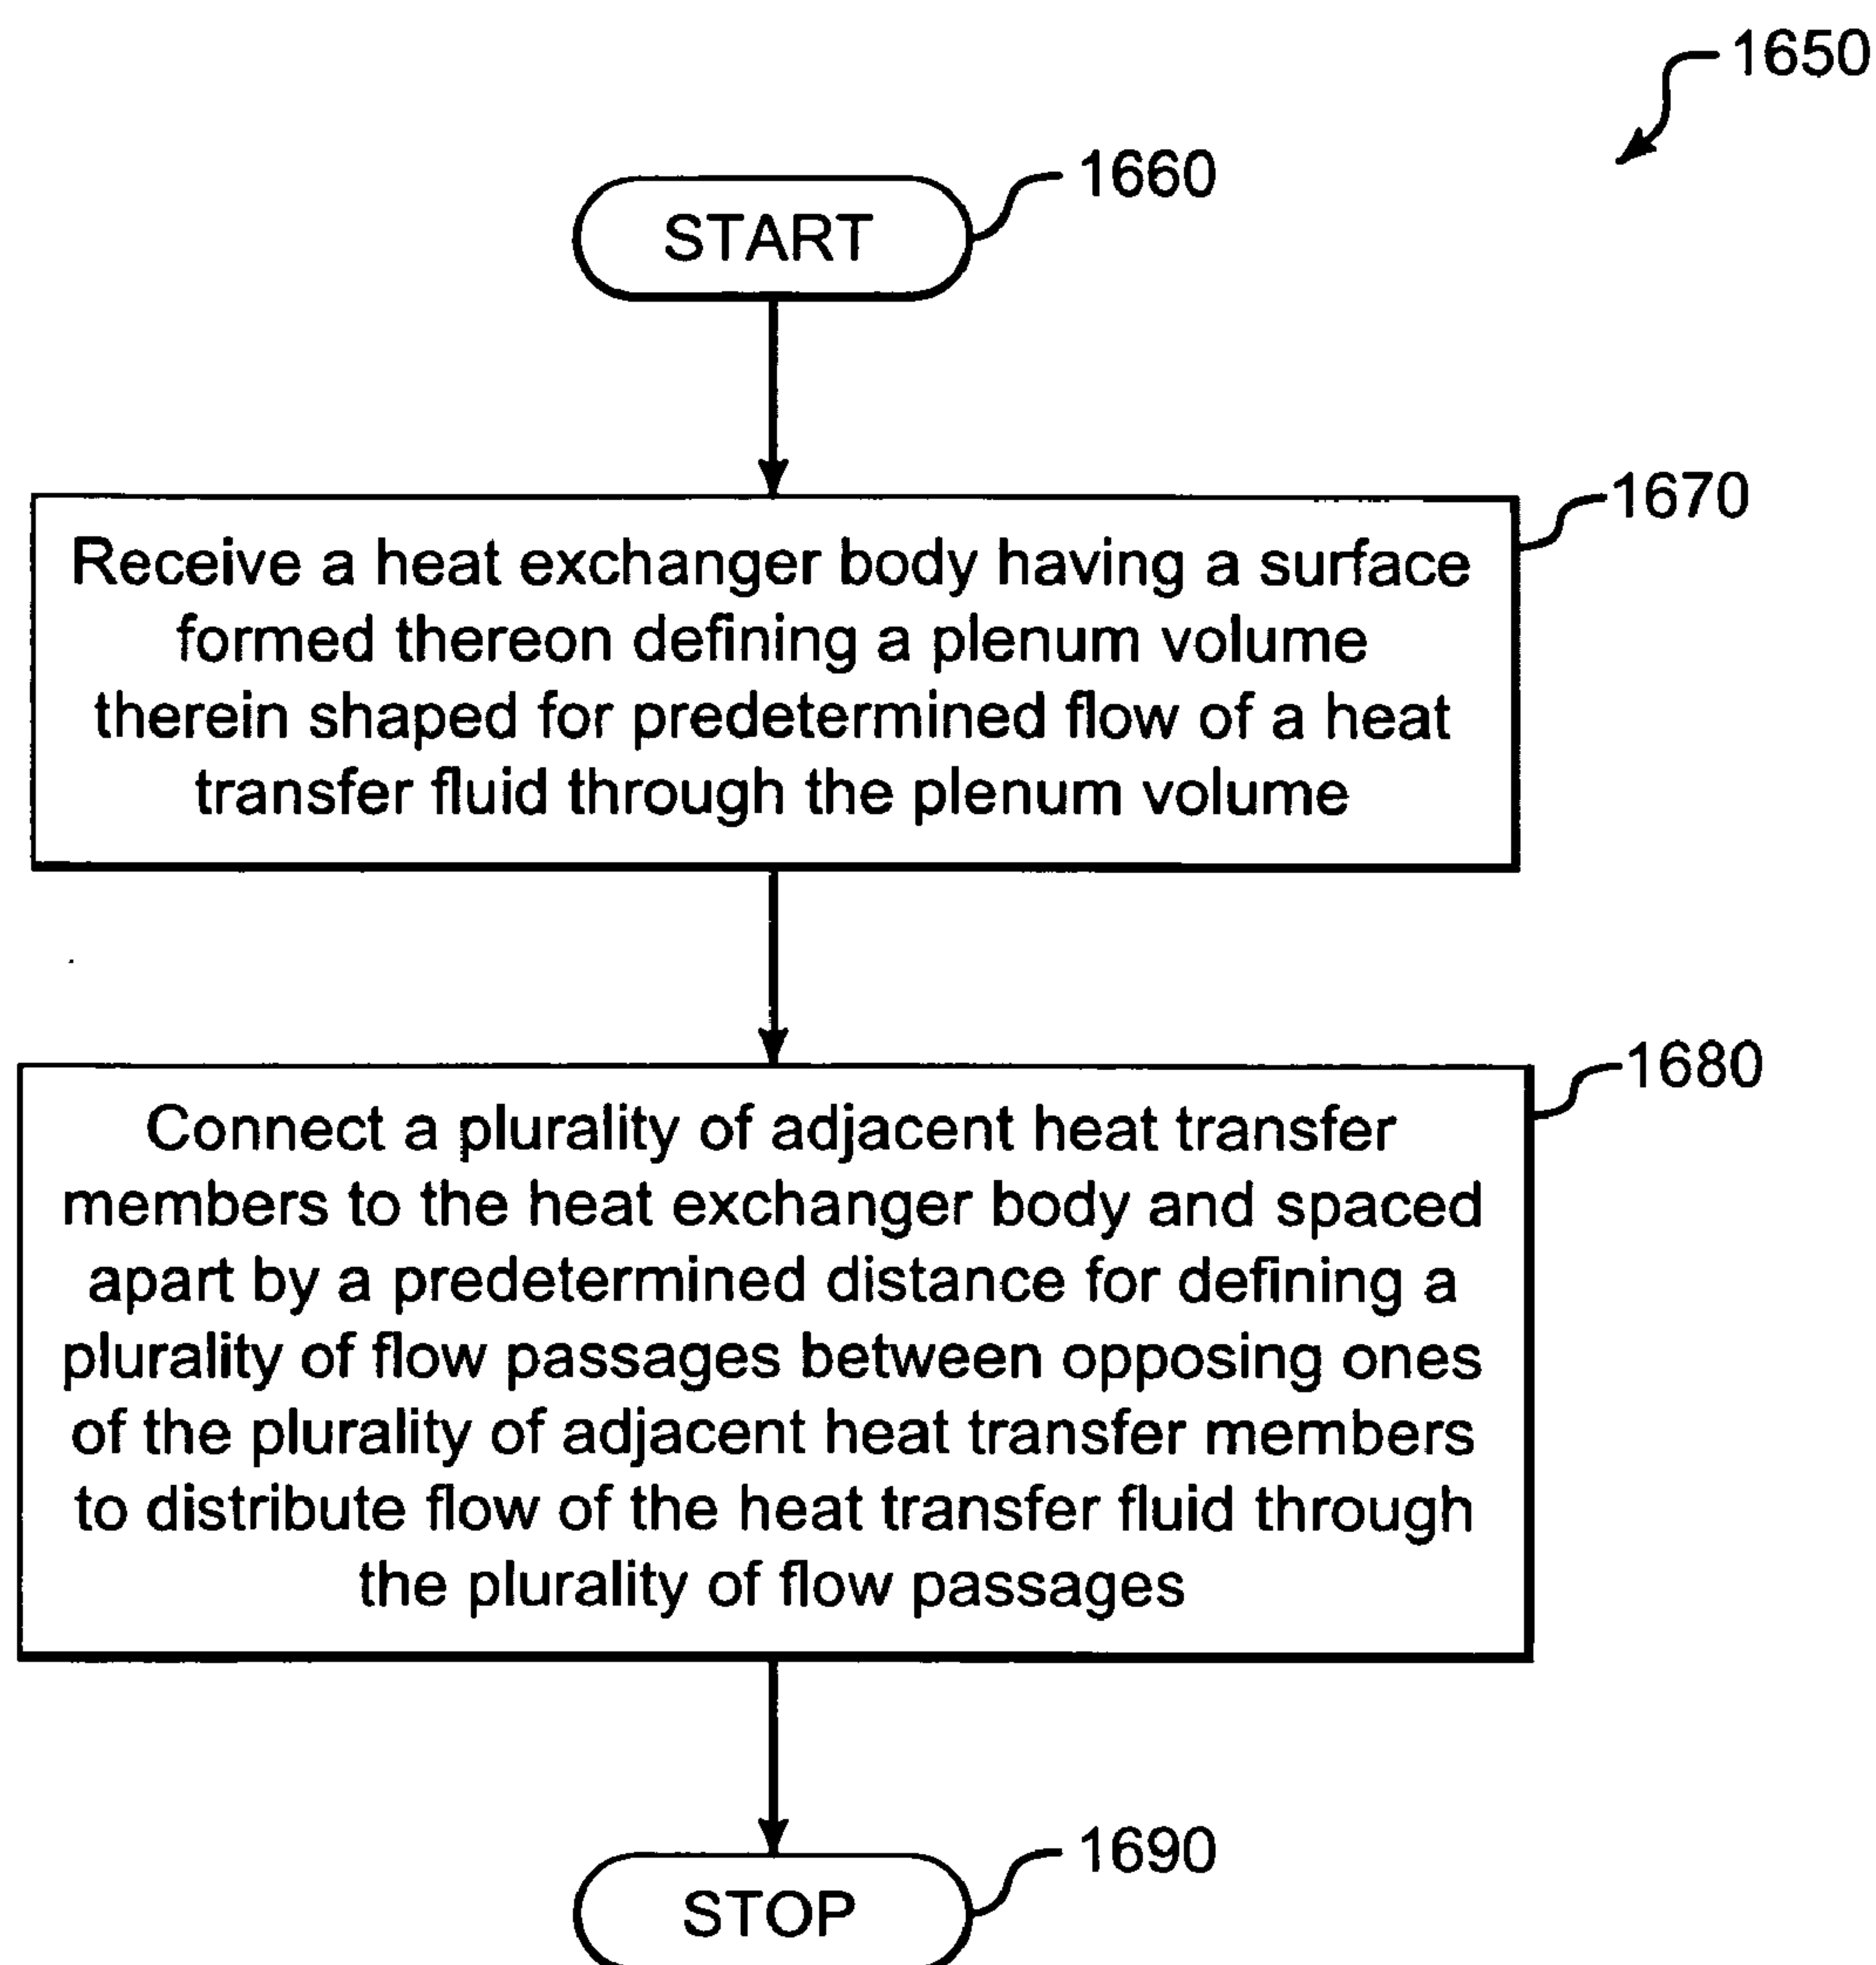 1650
1660
START
1670
Receive a heat exchanger body having a surface
formed thereon defining a plenum volume
therein shaped for predetermined flow of a heat
transfer fluid through the plenum volume
1680
Connect a plurality of adjacent heat transfer
members to the heat exchanger body and spaced
apart by a predetermined distance for defining a
plurality of flow passages between opposing ones
of the plurality of adjacent heat transfer members
to distribute flow of the heat transfer fluid through
the plurality of flow passages
1690
STOP